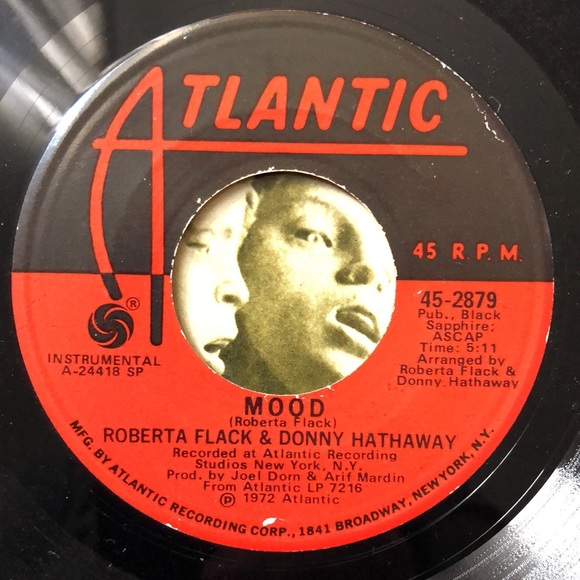 ATLANTIC
45 R.P.M.
®
INSTRUMENTAL
A-24418 SP
45-2879
Pub., Black
Sapphire;
ASCAP
Time: 5:11
Arranged by
Roberta Flack &
Donny Hathaway
MOOD
(Roberta Flack)
ROBERTA FLACK & DONNY HATHAWAY
Recorded at Atlantic Recording
Studios New York, N.Y.
Prod. by Joel Dorn & Arif Mardin
From Atlantic LP 7216
℗ 1972 Atlantic
MFG. BY ATLANTIC RECORDING CORP., 1841 BROADWAY, NEW YORK, N.Y.